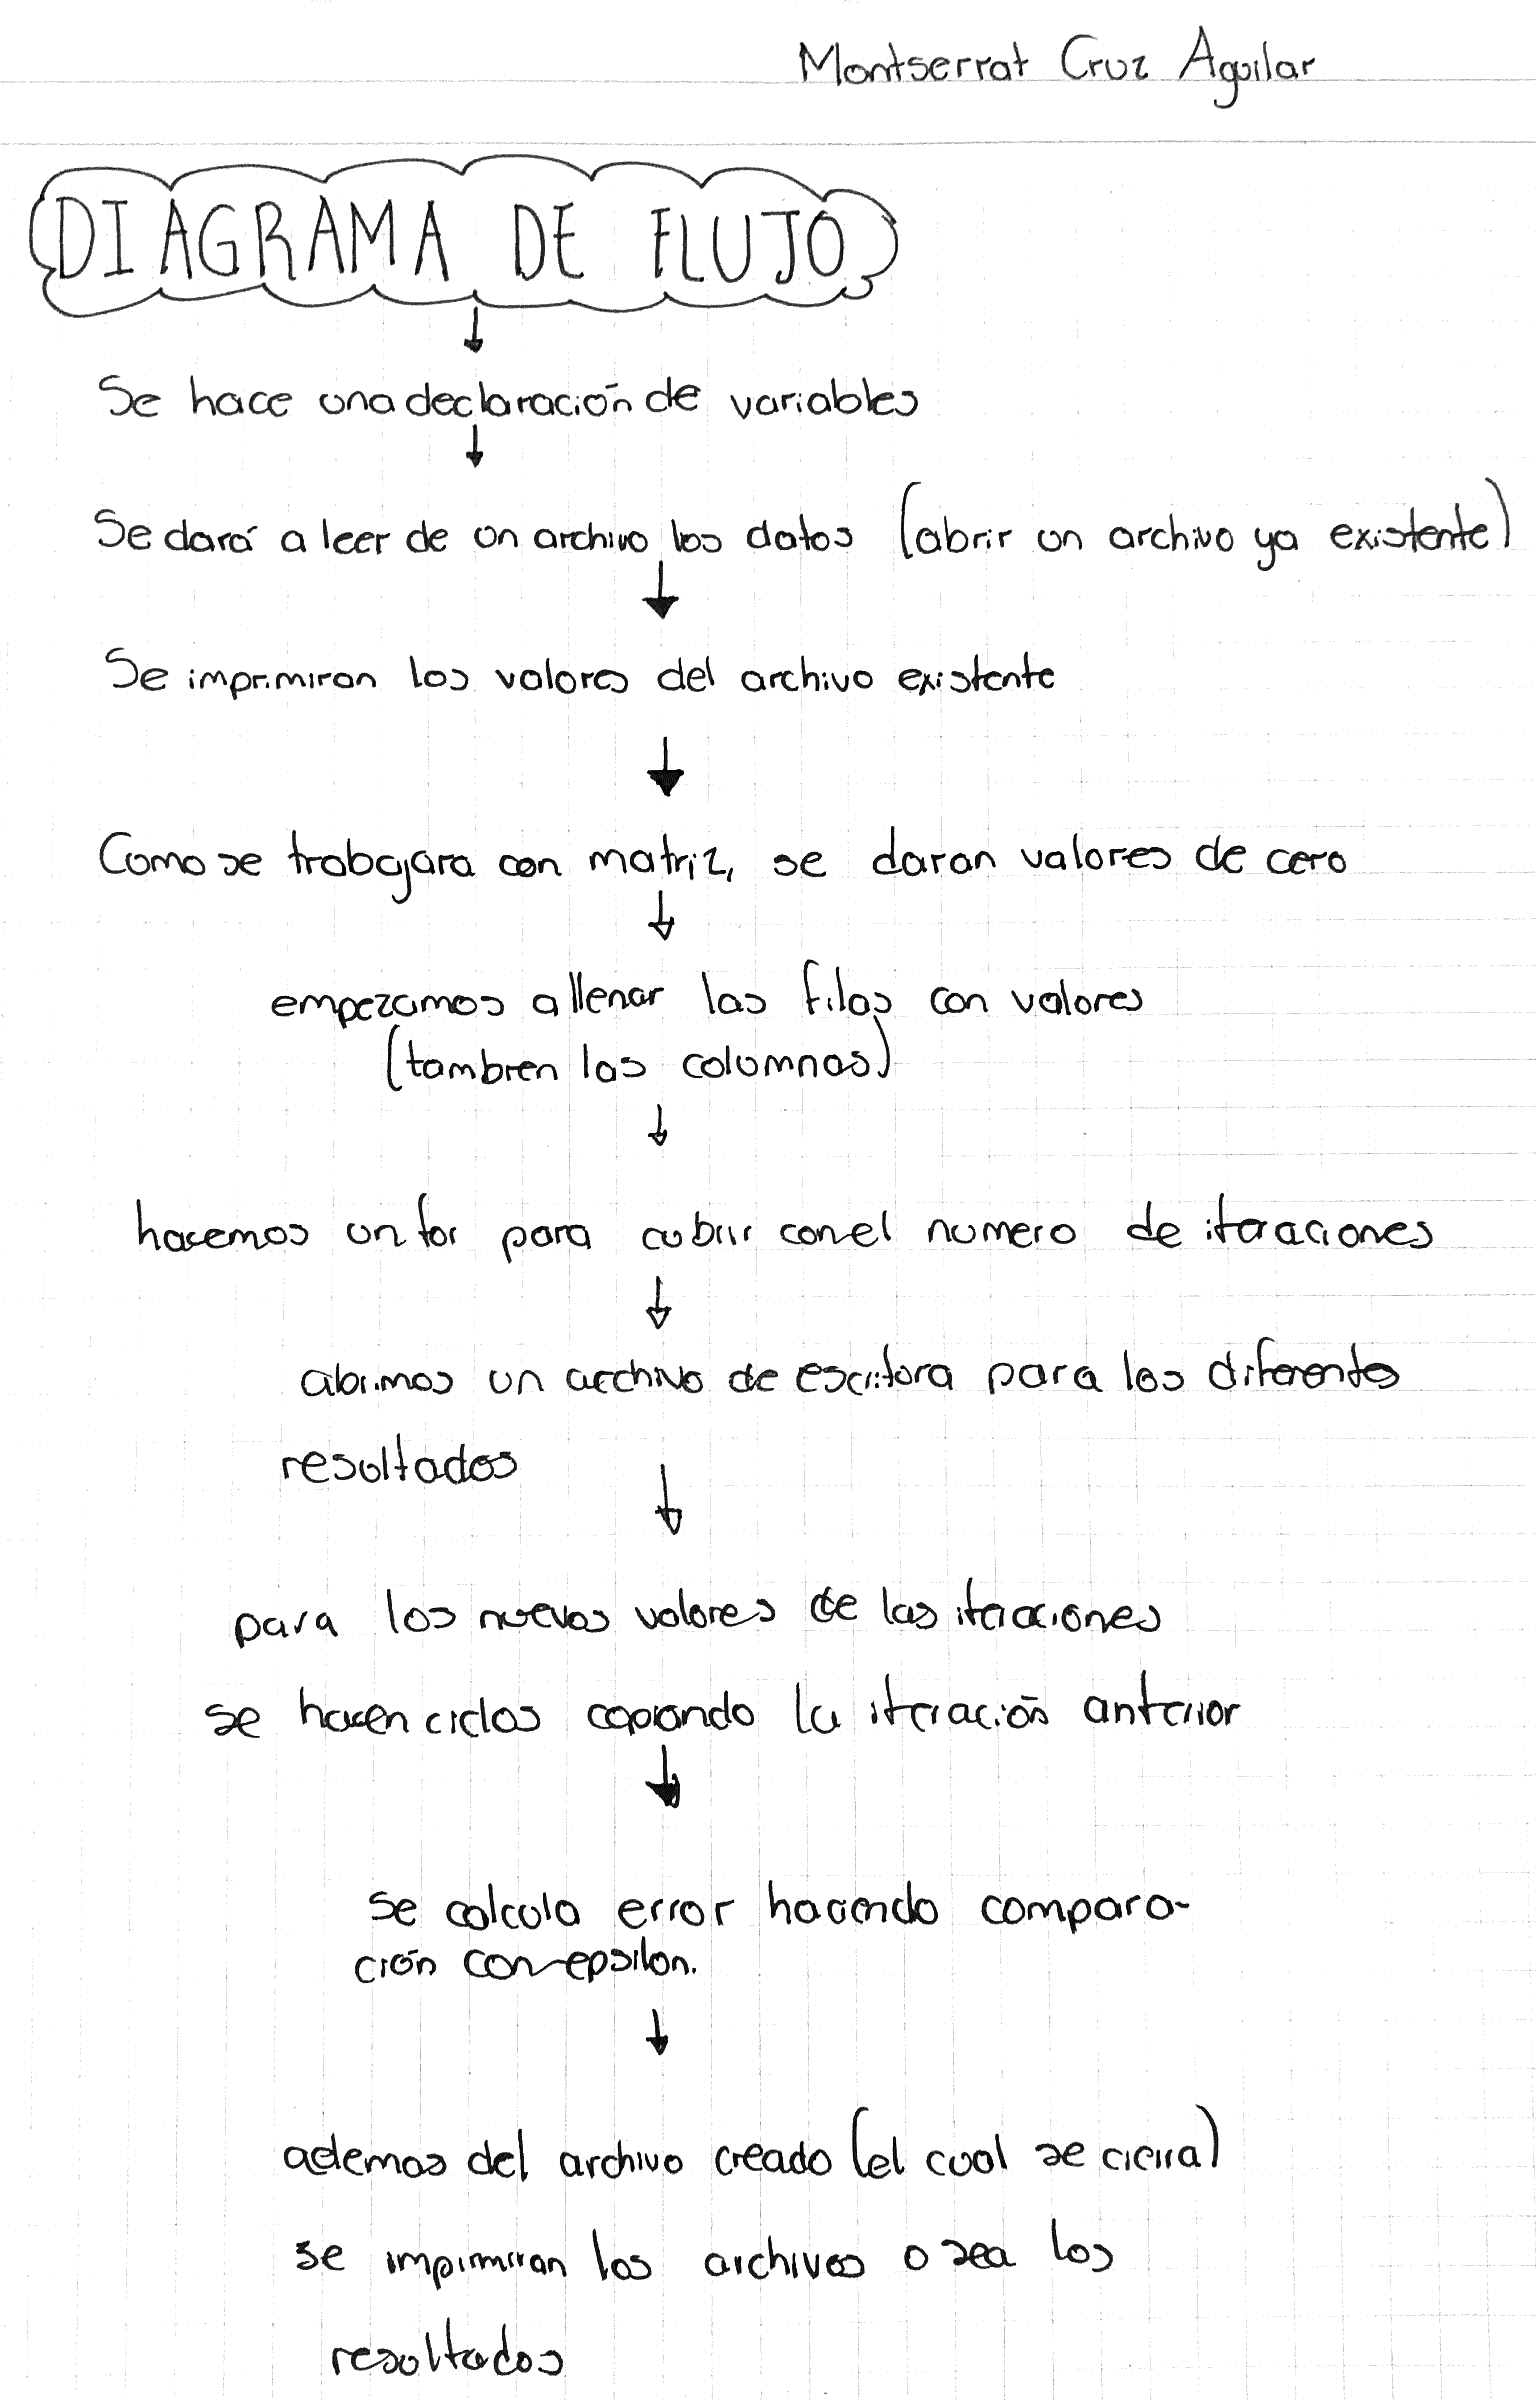 Montserrat Cruz Aguilar
DIAGRAMA DE FLUJO
Se hace una declaración de variables
Se dará a leer de un archivo los datos (abrir un archivo ya existente)
Se imprimiran los valores del archivo existente
Como se trabajara con matriz, se daran valores de cero
empezamos a llenar las filas con valores
(tambien las columnas)
hacemos un for para cubrir con el numero de iteraciones
abrimos un archivo de escritura para los diferentes
resultados
para los nuevos valores de las iteraciones
se hacen ciclos copiando la iteración anterior
se calcula error haciendo compara-
ción con epsilon.
ademas del archivo creado (el cual se cierra)
se imprimiran los archivos o sea los
resultados